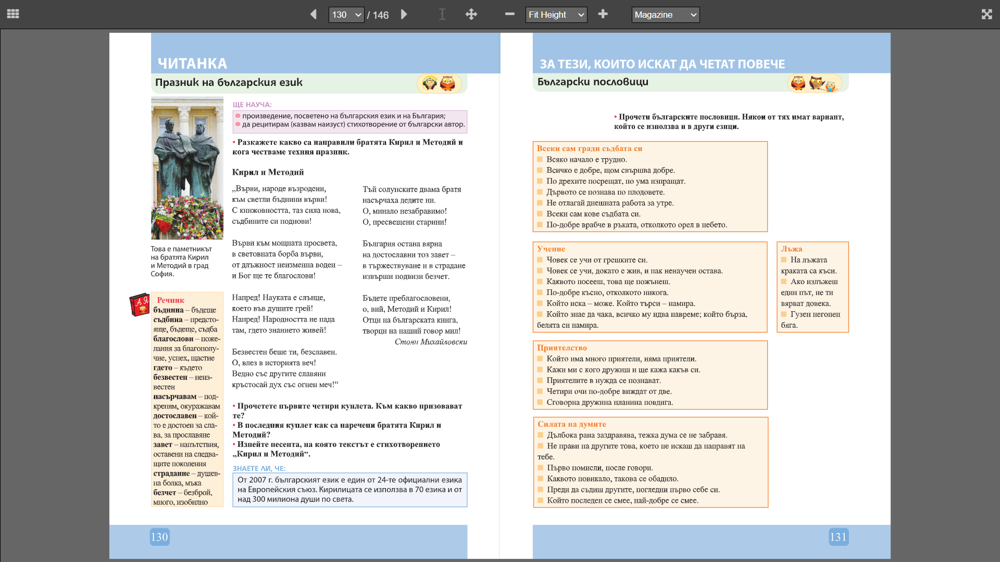 130 / 146 Fit Height Magazine
ЧИТАНКА
Празник на българския език
Това е паметникът
на братята Кирил
и Методий в град
София.
А Я
Речник
бъднина – бъдеще
съдбина – предсто-
яще, бъдеще, съдба
благослови – поже-
лания за благополу-
чие, успех, щастие
гдето – където
безвестен – неиз-
вестен
насърчавам – под-
крепям, окуражавам
достославен – кой-
то е достоен за сла-
ва, за прославяне
завет – напътствия,
оставени на следва-
щите поколения
страдание – душев-
на болка, мъка
безчет – безброй,
много, изобилно
ЩЕ НАУЧА:
произведение, посветено на българския език и на България;
да рецитирам (казвам наизуст) стихотворение от български автор.
• Разкажете какво са направили братята Кирил и Методий и
кога честваме техния празник.
Кирил и Методий
„Върви, народе възродени,
към светли бъднини върви!
С книжовността, таз сила нова,
съдбините си поднови!
Върви към мощната просвета,
в световната борба върви,
от длъжност неизменна воден –
и Бог ще те благослови!
Напред! Науката е слънце,
което във душите грей!
Напред! Народността не пада
там, гдето знанието живей!
Безвестен беше ти, безславен.
О, влез в историята веч!
Ведно със другите славяни
кръстосай дух със огнен меч!“
Тъй солунските двама братя
насърчаха дедите ни.
О, минало незабравимо!
О, пресвещени старини!
България остана вярна
на достославни тоз завет –
в тържествуване и в страдане
извърши подвизи безчет.
Бъдете преблагословени,
о, вий, Методий и Кирил!
Отци на българската книга,
творци на наший говор мил!
Стоян Михайловски
• Прочетете първите четири куплета. Към какво призовават
те?
• В последния куплет как са наречени братята Кирил и
Методий?
• Изпейте песента, на която текстът е стихотворението
„Кирил и Методий“.
ЗНАЕТЕ ЛИ, ЧЕ:
От 2007 г. българският език е един от 24-те официални езика
на Европейския съюз. Кирилицата се използва в 70 езика и от
над 300 милиона души по света.
130
ЗА ТЕЗИ, КОИТО ИСКАТ ДА ЧЕТАТ ПОВЕЧЕ
Български пословици
• Прочети българските пословици. Някои от тях имат вариант,
който се използва и в други езици.
Всеки сам гради съдбата си
Всяко начало е трудно.
Всичко е добре, щом свършва добре.
По дрехите посрещат, по ума изпращат.
Дървото се познава по плодовете.
Не отлагай днешната работа за утре.
Всеки сам кове съдбата си.
По-добре врабче в ръката, отколкото орел в небето.
Учение
Човек се учи от грешките си.
Човек се учи, докато е жив, и пак ненаучен остава.
Каквото посееш, това ще пожънеш.
По-добре късно, отколкото никога.
Който иска – може. Който търси – намира.
Който знае да чака, всичко му идва навреме; който бърза,
белята си намира.
Лъжа
На лъжата
краката са къси.
Ако излъжеш
един път, не ти
вярват довека.
Гузен негонен
бяга.
Приятелство
Който има много приятели, няма приятели.
Кажи ми с кого дружиш и ще кажа какъв си.
Приятелите в нужда се познават.
Четири очи по-добре виждат от две.
Сговорна дружина планина повдига.
Силата на думите
Дълбока рана заздравява, тежка дума се не забравя.
Не прави на другите това, което не искаш да направят на
тебе.
Първо помисли, после говори.
Каквото повикало, такова се обадило.
Преди да съдиш другите, погледни първо себе си.
Който последен се смее, най-добре се смее.
131